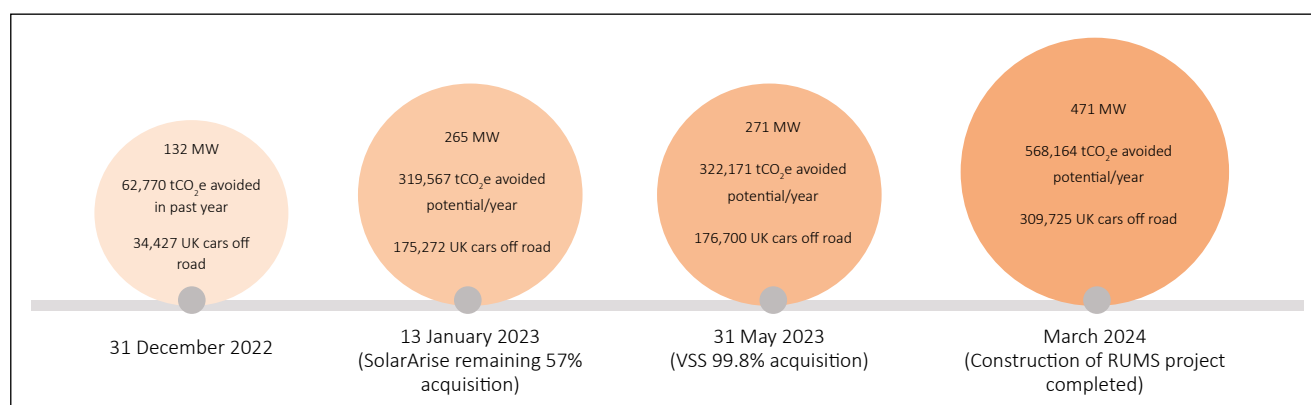 132 MW
62,770 tCO₂e avoided
in past year
34,427 UK cars off
road
31 December 2022
265 MW
319,567 tCO₂e avoided
potential/year
175,272 UK cars off road
13 January 2023
(SolarArise remaining 57%
acquisition)
271 MW
322,171 tCO₂e avoided
potential/year
176,700 UK cars off road
31 May 2023
(VSS 99.8% acquisition)
471 MW
568,164 tCO₂e avoided
potential/year
309,725 UK cars off road
March 2024
(Construction of RUMS project
completed)